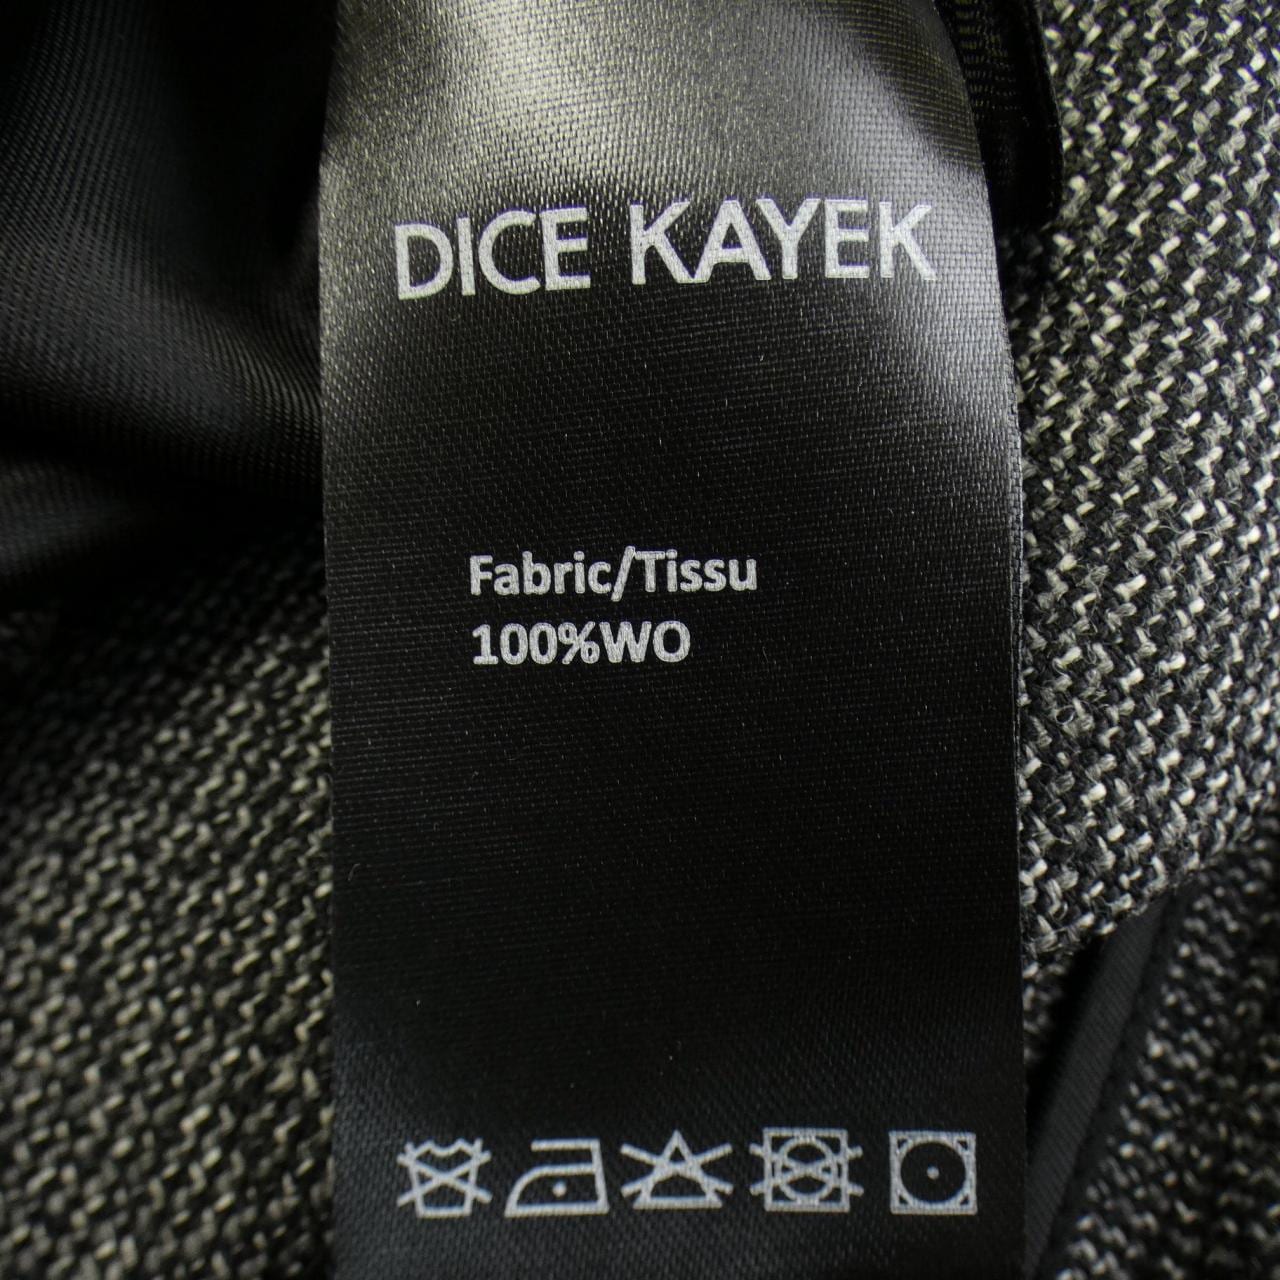 DICE KAYEK
Fabric/Tissu
100%WO